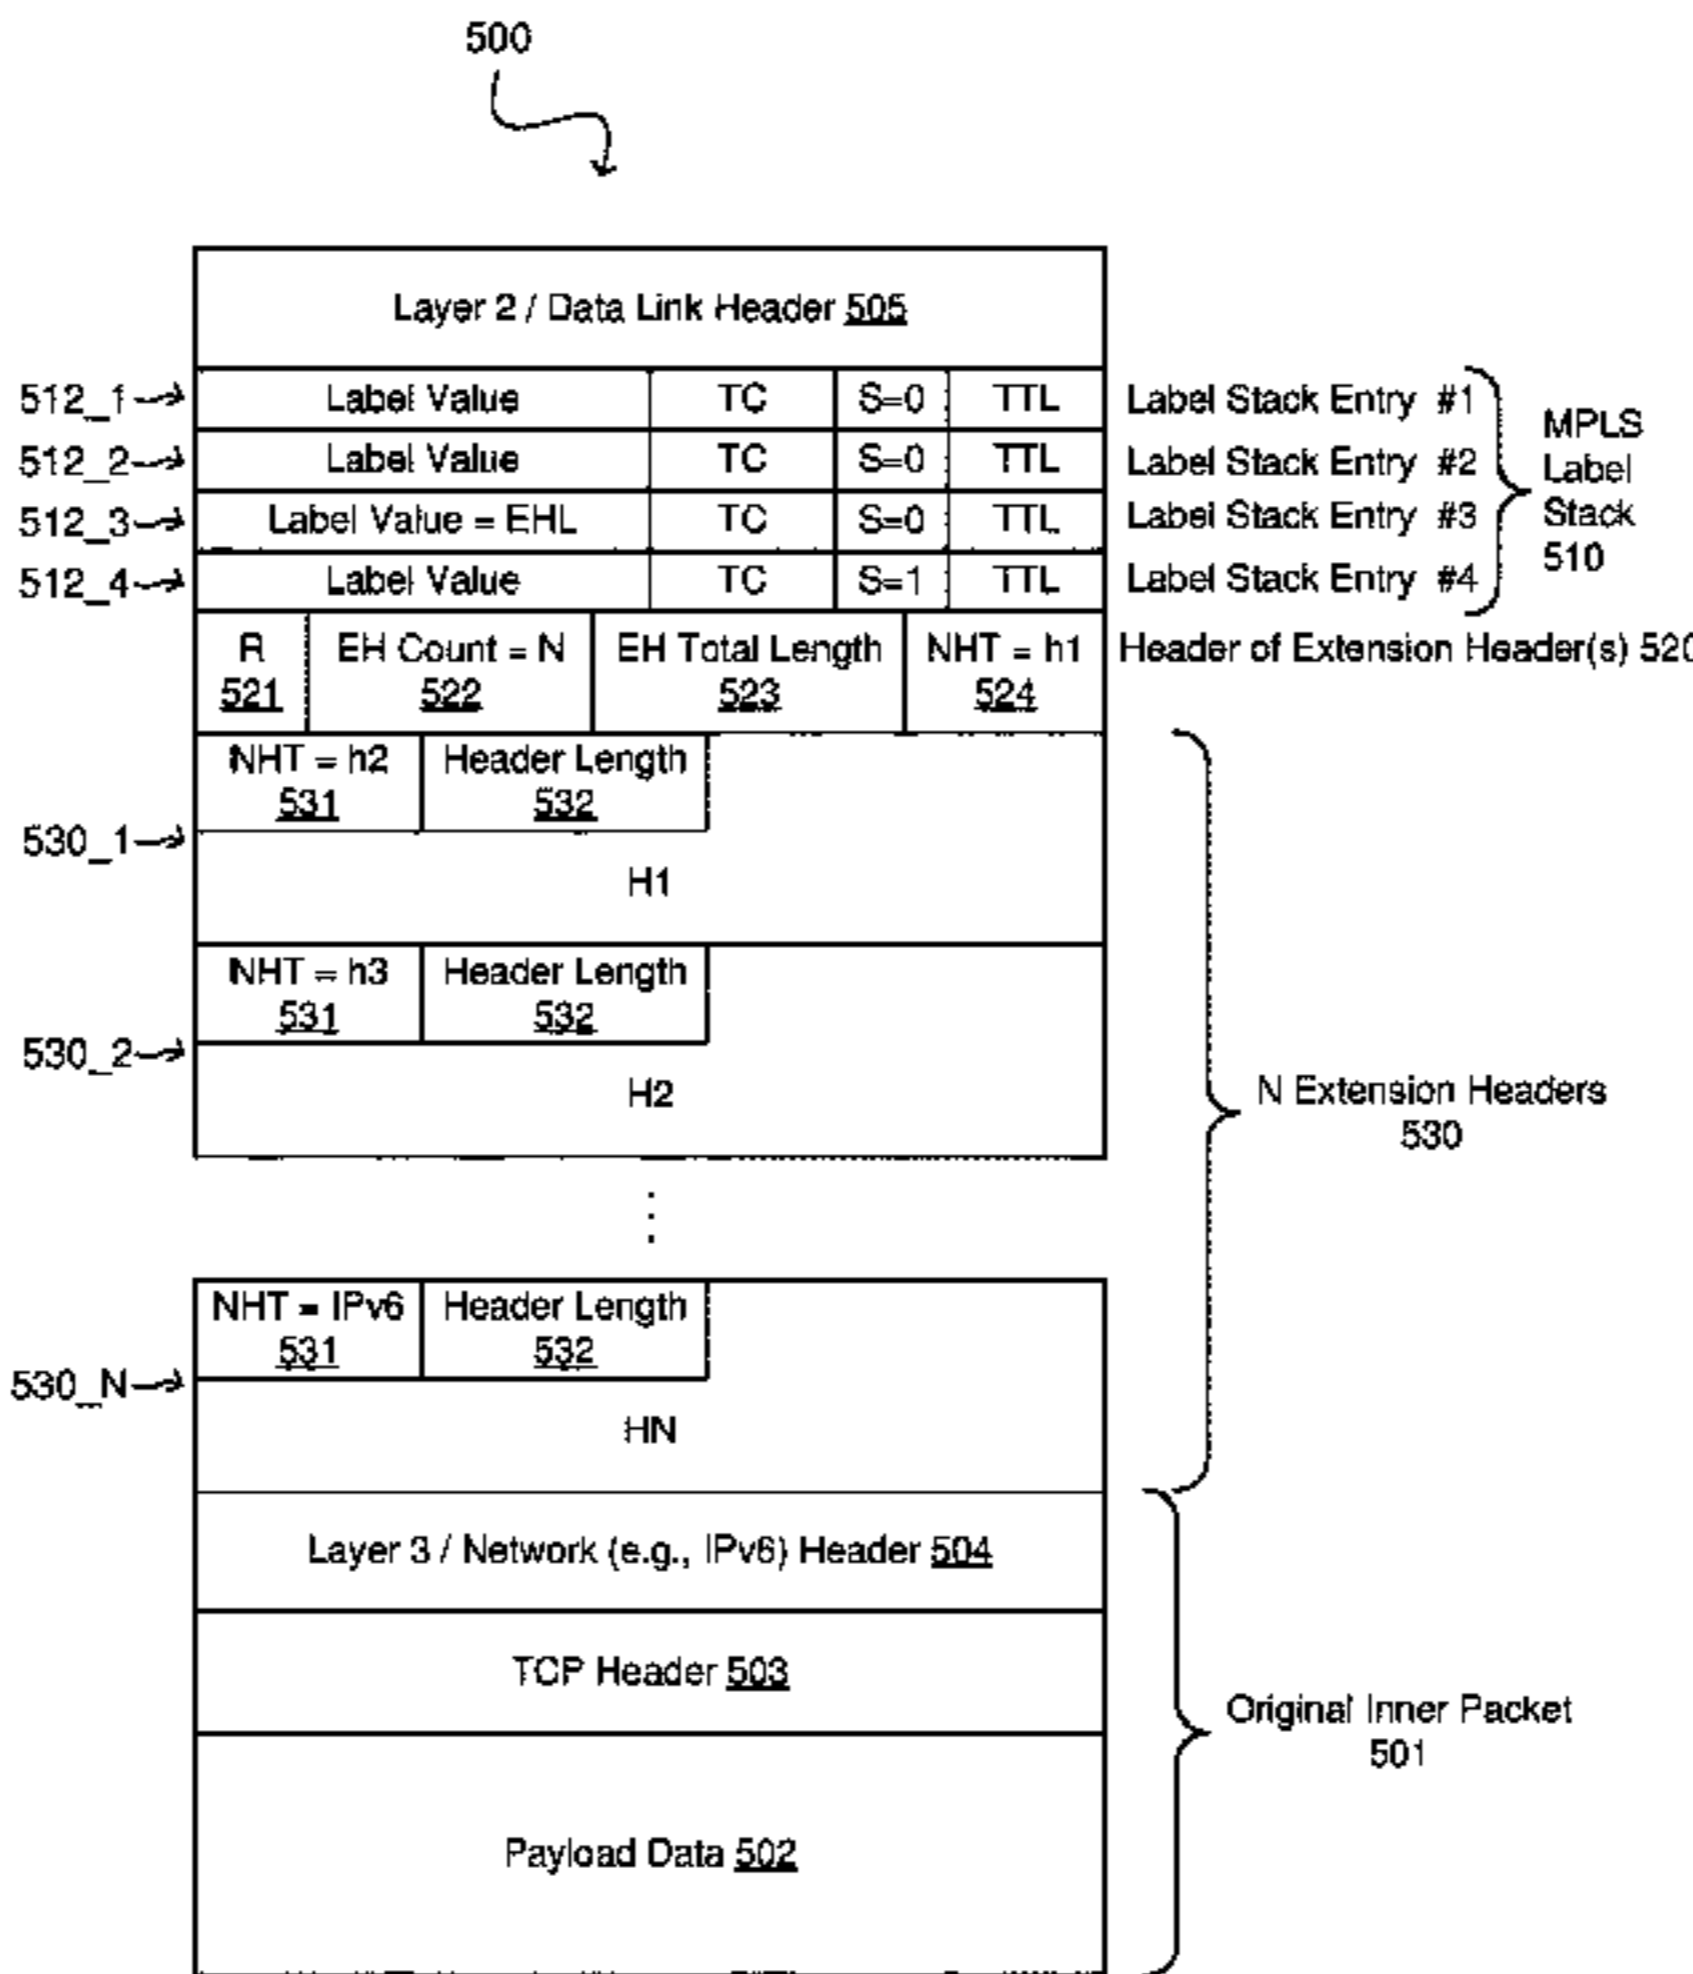 500
Layer 2 / Data Link Header 505
512_1 Label Value TC S=0 TTL Label Stack Entry #1
512_2 Label Value TC S=0 TTL Label Stack Entry #2
512_3 Label Value = EHL TC S=0 TTL Label Stack Entry #3
512_4 Label Value TC S=1 TTL Label Stack Entry #4
MPLS
Label
Stack
510
R EH Count = N EH Total Length NHT = h1 Header of Extension Header(s) 520
521 522 523 524
NHT = h2 Header Length
531 532
530_1
H1
NHT = h3 Header Length
531 532
530_2
H2
N Extension Headers
530
NHT = IPv6 Header Length
531 532
530_N
HN
Layer 3 / Network (e.g., IPv6) Header 504
TCP Header 503
Original Inner Packet
501
Payload Data 502